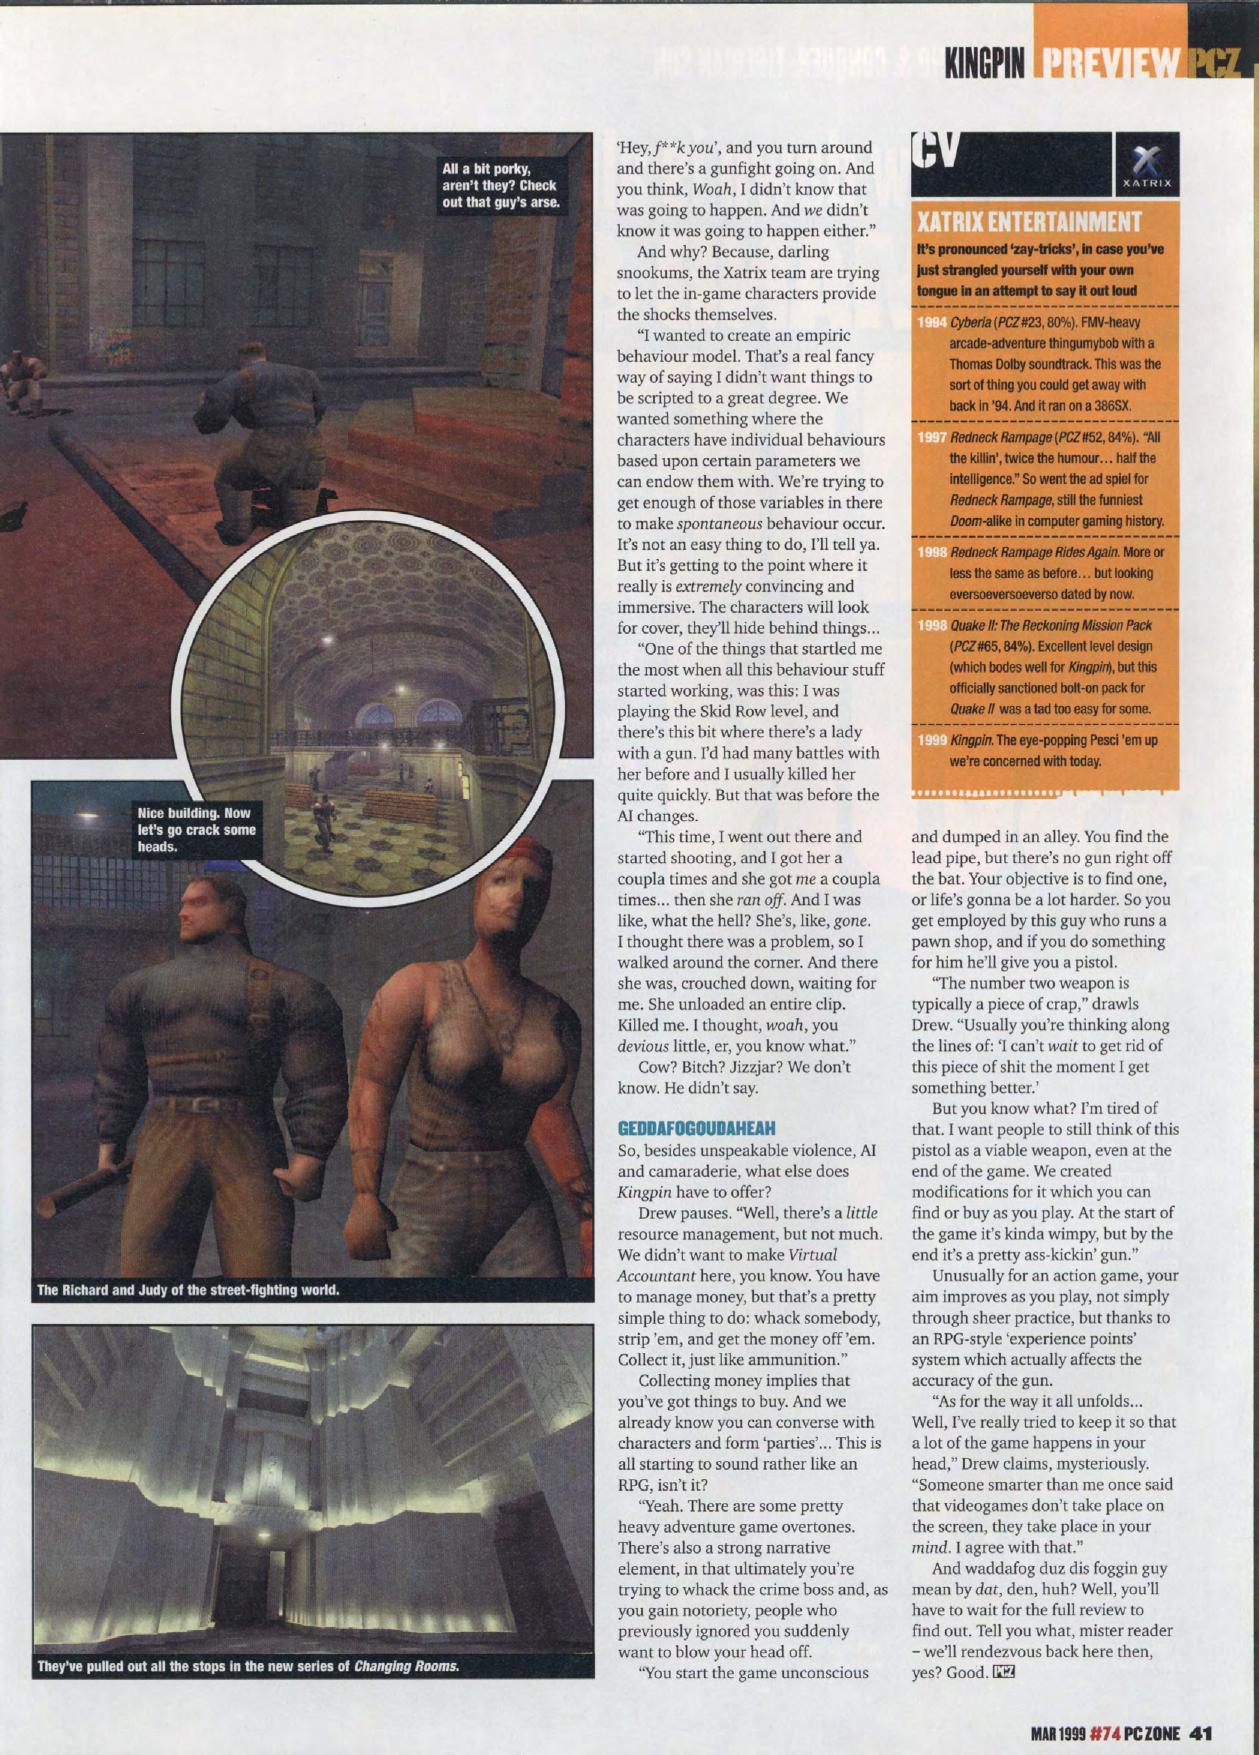 KINGPIN PREVIEW PCZ
All a bit porky,
aren't they? Check
out that guy's arse.
Nice building. Now
let's go crack some
heads.
The Richard and Judy of the street-fighting world.
They've pulled out all the stops in the new series of Changing Rooms.
'Hey, f**k you', and you turn around
and there's a gunfight going on. And
you think, Woah, I didn't know that
was going to happen. And we didn't
know it was going to happen either."
And why? Because, darling
snookums, the Xatrix team are trying
to let the in-game characters provide
the shocks themselves.
"I wanted to create an empiric
behaviour model. That's a real fancy
way of saying I didn't want things to
be scripted to a great degree. We
wanted something where the
characters have individual behaviours
based upon certain parameters we
can endow them with. We're trying to
get enough of those variables in there
to make spontaneous behaviour occur.
It's not an easy thing to do, I'll tell ya.
But it's getting to the point where it
really is extremely convincing and
immersive. The characters will look
for cover, they'll hide behind things...
"One of the things that startled me
the most when all this behaviour stuff
started working, was this: I was
playing the Skid Row level, and
there's this bit where there's a lady
with a gun. I'd had many battles with
her before and I usually killed her
quite quickly. But that was before the
AI changes.
"This time, I went out there and
started shooting, and I got her a
coupla times and she got me a coupla
times... then she ran off. And I was
like, what the hell? She's, like, gone.
I thought there was a problem, so I
walked around the corner. And there
she was, crouched down, waiting for
me. She unloaded an entire clip.
Killed me. I thought, woah, you
devious little, er, you know what."
Cow? Bitch? Jizzjar? We don't
know. He didn't say.
GEDDAFOGOUDAHEAH
So, besides unspeakable violence, AI
and camaraderie, what else does
Kingpin have to offer?
Drew pauses. "Well, there's a little
resource management, but not much.
We didn't want to make Virtual
Accountant here, you know. You have
to manage money, but that's a pretty
simple thing to do: whack somebody,
strip 'em, and get the money off 'em.
Collect it, just like ammunition."
Collecting money implies that
you've got things to buy. And we
already know you can converse with
characters and form 'parties'... This is
all starting to sound rather like an
RPG, isn't it?
"Yeah. There are some pretty
heavy adventure game overtones.
There's also a strong narrative
element, in that ultimately you're
trying to whack the crime boss and, as
you gain notoriety, people who
previously ignored you suddenly
want to blow your head off.
"You start the game unconscious
CV
XATRIX
XATRIX ENTERTAINMENT
It's pronounced 'zay-tricks', in case you've
just strangled yourself with your own
tongue in an attempt to say it out loud
1994 Cyberia (PCZ #23, 80%). FMV-heavy
arcade-adventure thingumybob with a
Thomas Dolby soundtrack. This was the
sort of thing you could get away with
back in '94. And it ran on a 386SX.
1997 Redneck Rampage (PCZ #52, 84%). "All
the killin', twice the humour... half the
intelligence." So went the ad spiel for
Redneck Rampage, still the funniest
Doom-alike in computer gaming history.
1998 Redneck Rampage Rides Again. More or
less the same as before... but looking
eversoeversoeverso dated by now.
1998 Quake II: The Reckoning Mission Pack
(PCZ #65, 84%). Excellent level design
(which bodes well for Kingpin), but this
officially sanctioned bolt-on pack for
Quake II was a tad too easy for some.
1999 Kingpin. The eye-popping Pesci 'em up
we're concerned with today.
and dumped in an alley. You find the
lead pipe, but there's no gun right off
the bat. Your objective is to find one,
or life's gonna be a lot harder. So you
get employed by this guy who runs a
pawn shop, and if you do something
for him he'll give you a pistol.
"The number two weapon is
typically a piece of crap," drawls
Drew. "Usually you're thinking along
the lines of: 'I can't wait to get rid of
this piece of shit the moment I get
something better.'
But you know what? I'm tired of
that. I want people to still think of this
pistol as a viable weapon, even at the
end of the game. We created
modifications for it which you can
find or buy as you play. At the start of
the game it's kinda wimpy, but by the
end it's a pretty ass-kickin' gun."
Unusually for an action game, your
aim improves as you play, not simply
through sheer practice, but thanks to
an RPG-style 'experience points'
system which actually affects the
accuracy of the gun.
"As for the way it all unfolds...
Well, I've really tried to keep it so that
a lot of the game happens in your
head," Drew claims, mysteriously.
"Someone smarter than me once said
that videogames don't take place on
the screen, they take place in your
mind. I agree with that."
And waddafog duz dis foggin guy
mean by dat, den, huh? Well, you'll
have to wait for the full review to
find out. Tell you what, mister reader
– we'll rendezvous back here then,
yes? Good. PCZ
MAR 1999 #74 PC ZONE 41